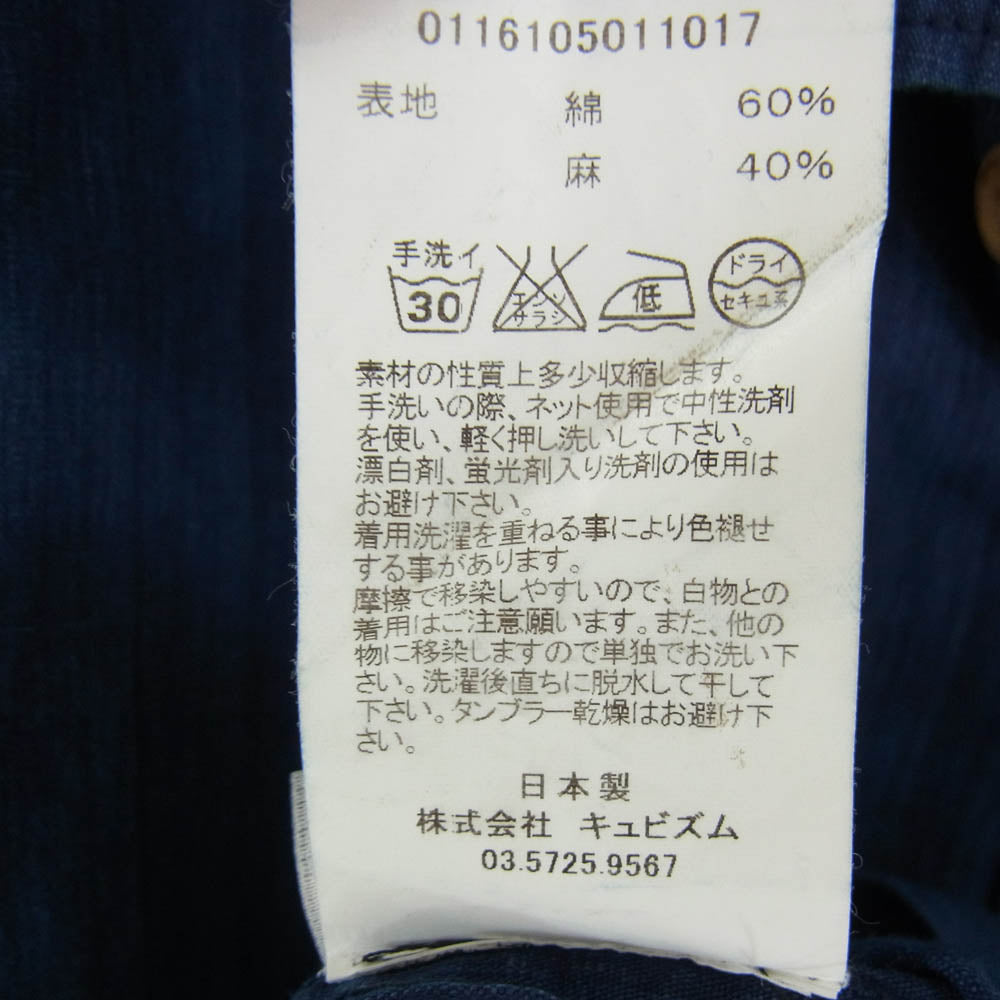 0116105011017
表地 綿 60%
麻 40%
手洗イ
30
エンソ
サラシ
低
ドライ
セキユ系
素材の性質上多少収縮します。
手洗いの際、ネット使用で中性洗剤
を使い、軽く押し洗いして下さい。
漂白剤、蛍光剤入り洗剤の使用は
お避け下さい。
着用洗濯を重ねる事により色褪せ
する事があります。
摩擦で移染しやすいので、白物との
着用はご注意願います。また、他の
物に移染しますので単独でお洗い下
さい。洗濯後直ちに脱水して干して
下さい。タンブラー乾燥はお避け下
さい。
日本製
株式会社 キュビズム
03.5725.9567